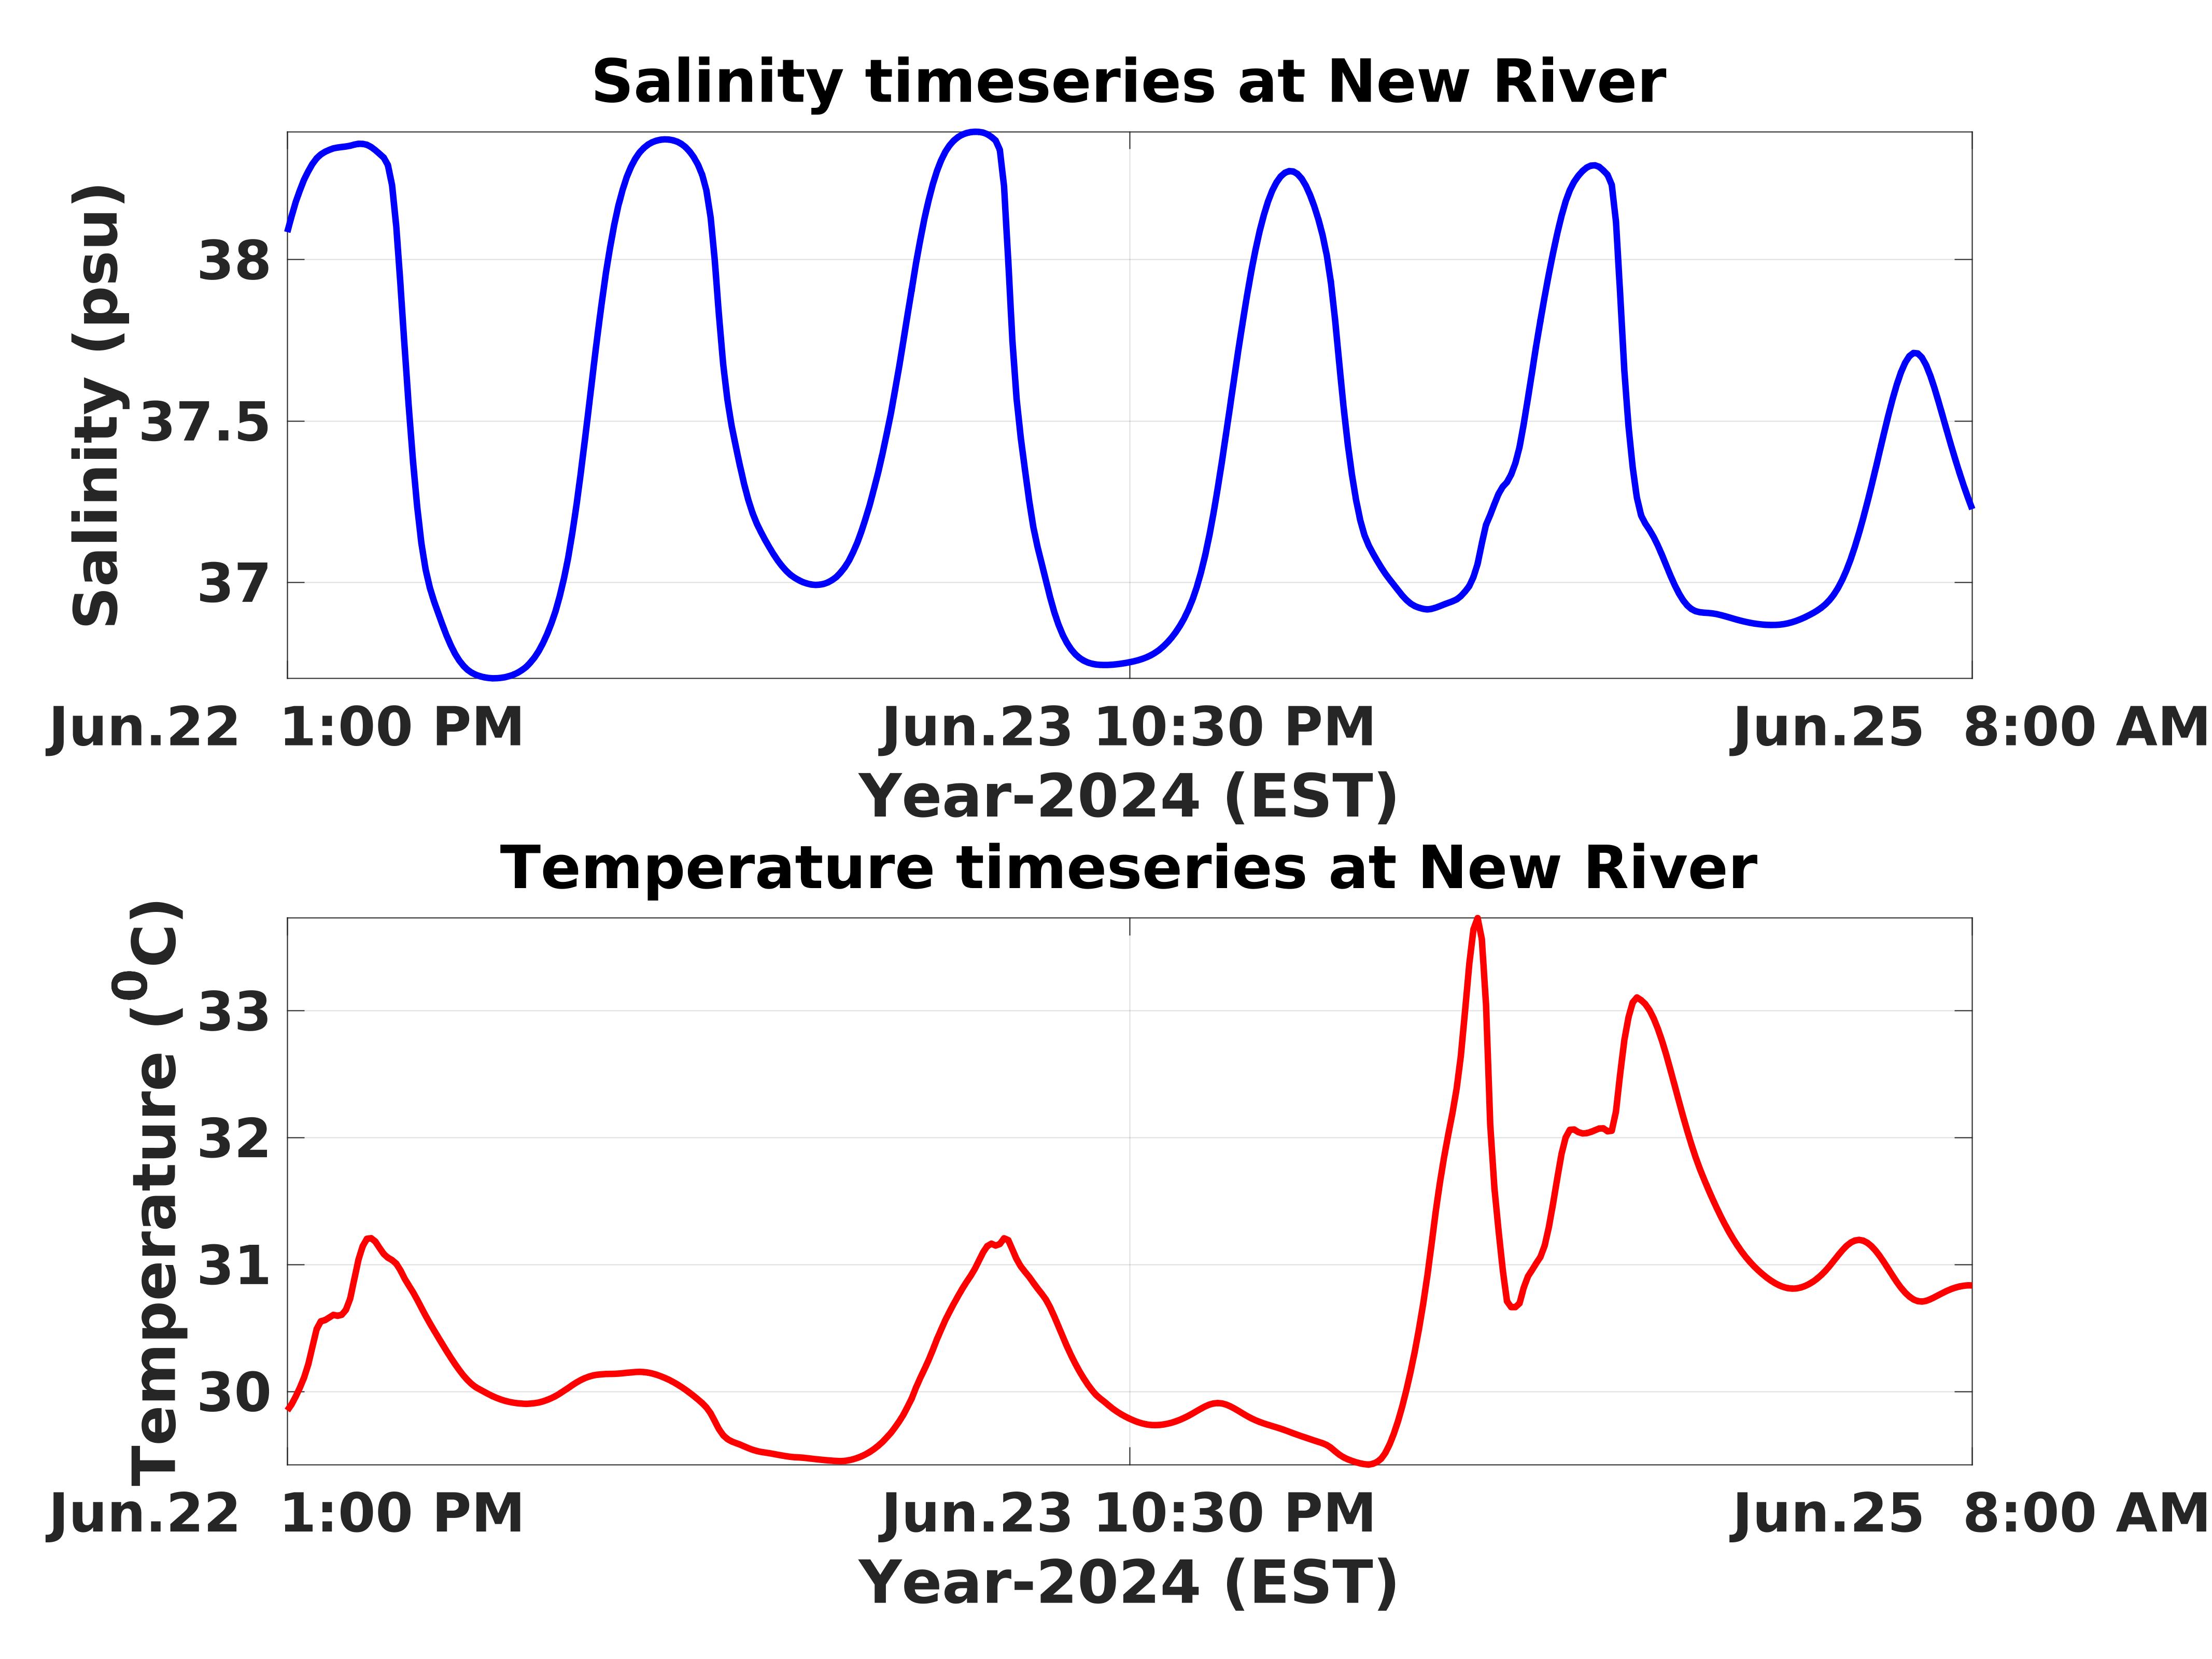 Salinity timeseries at New River
Salinity (psu)
38
37.5
37
Jun.22  1:00 PM
Jun.23 10:30 PM
Jun.25  8:00 AM
Year-2024 (EST)
Temperature timeseries at New River
Temperature (⁰C)
33
32
31
30
Jun.22  1:00 PM
Jun.23 10:30 PM
Jun.25  8:00 AM
Year-2024 (EST)